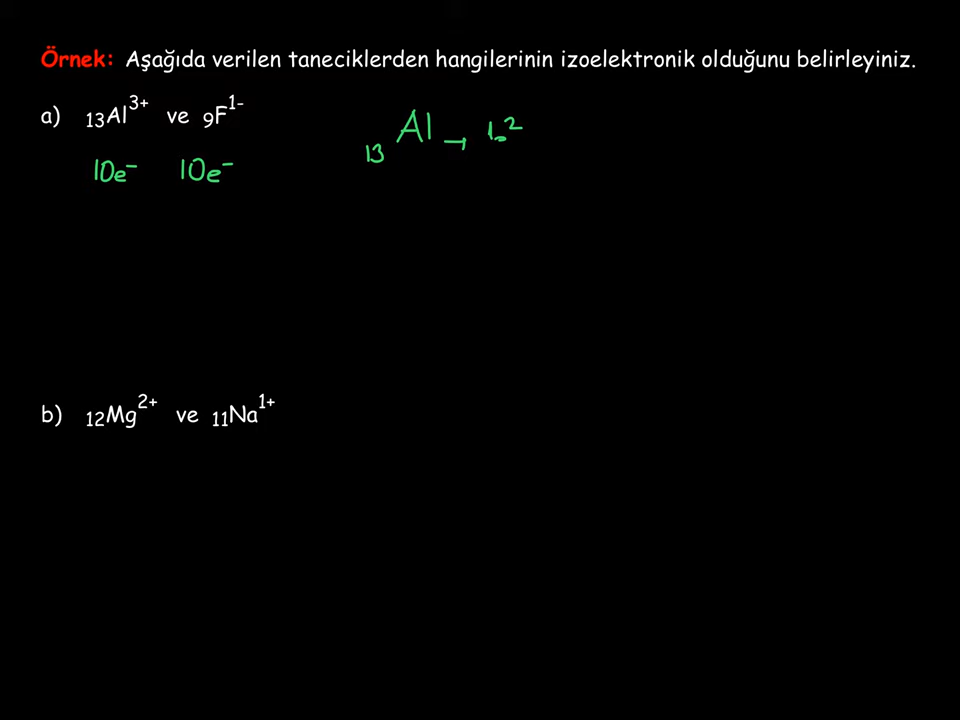 Örnek: Aşağıda verilen taneciklerden hangilerinin izoelektronik olduğunu belirleyiniz.
a) ₁₃Al³⁺ ve ₉F¹⁻
₁₃Al → 1s²
10e⁻ 10e⁻
b) ₁₂Mg²⁺ ve ₁₁Na¹⁺